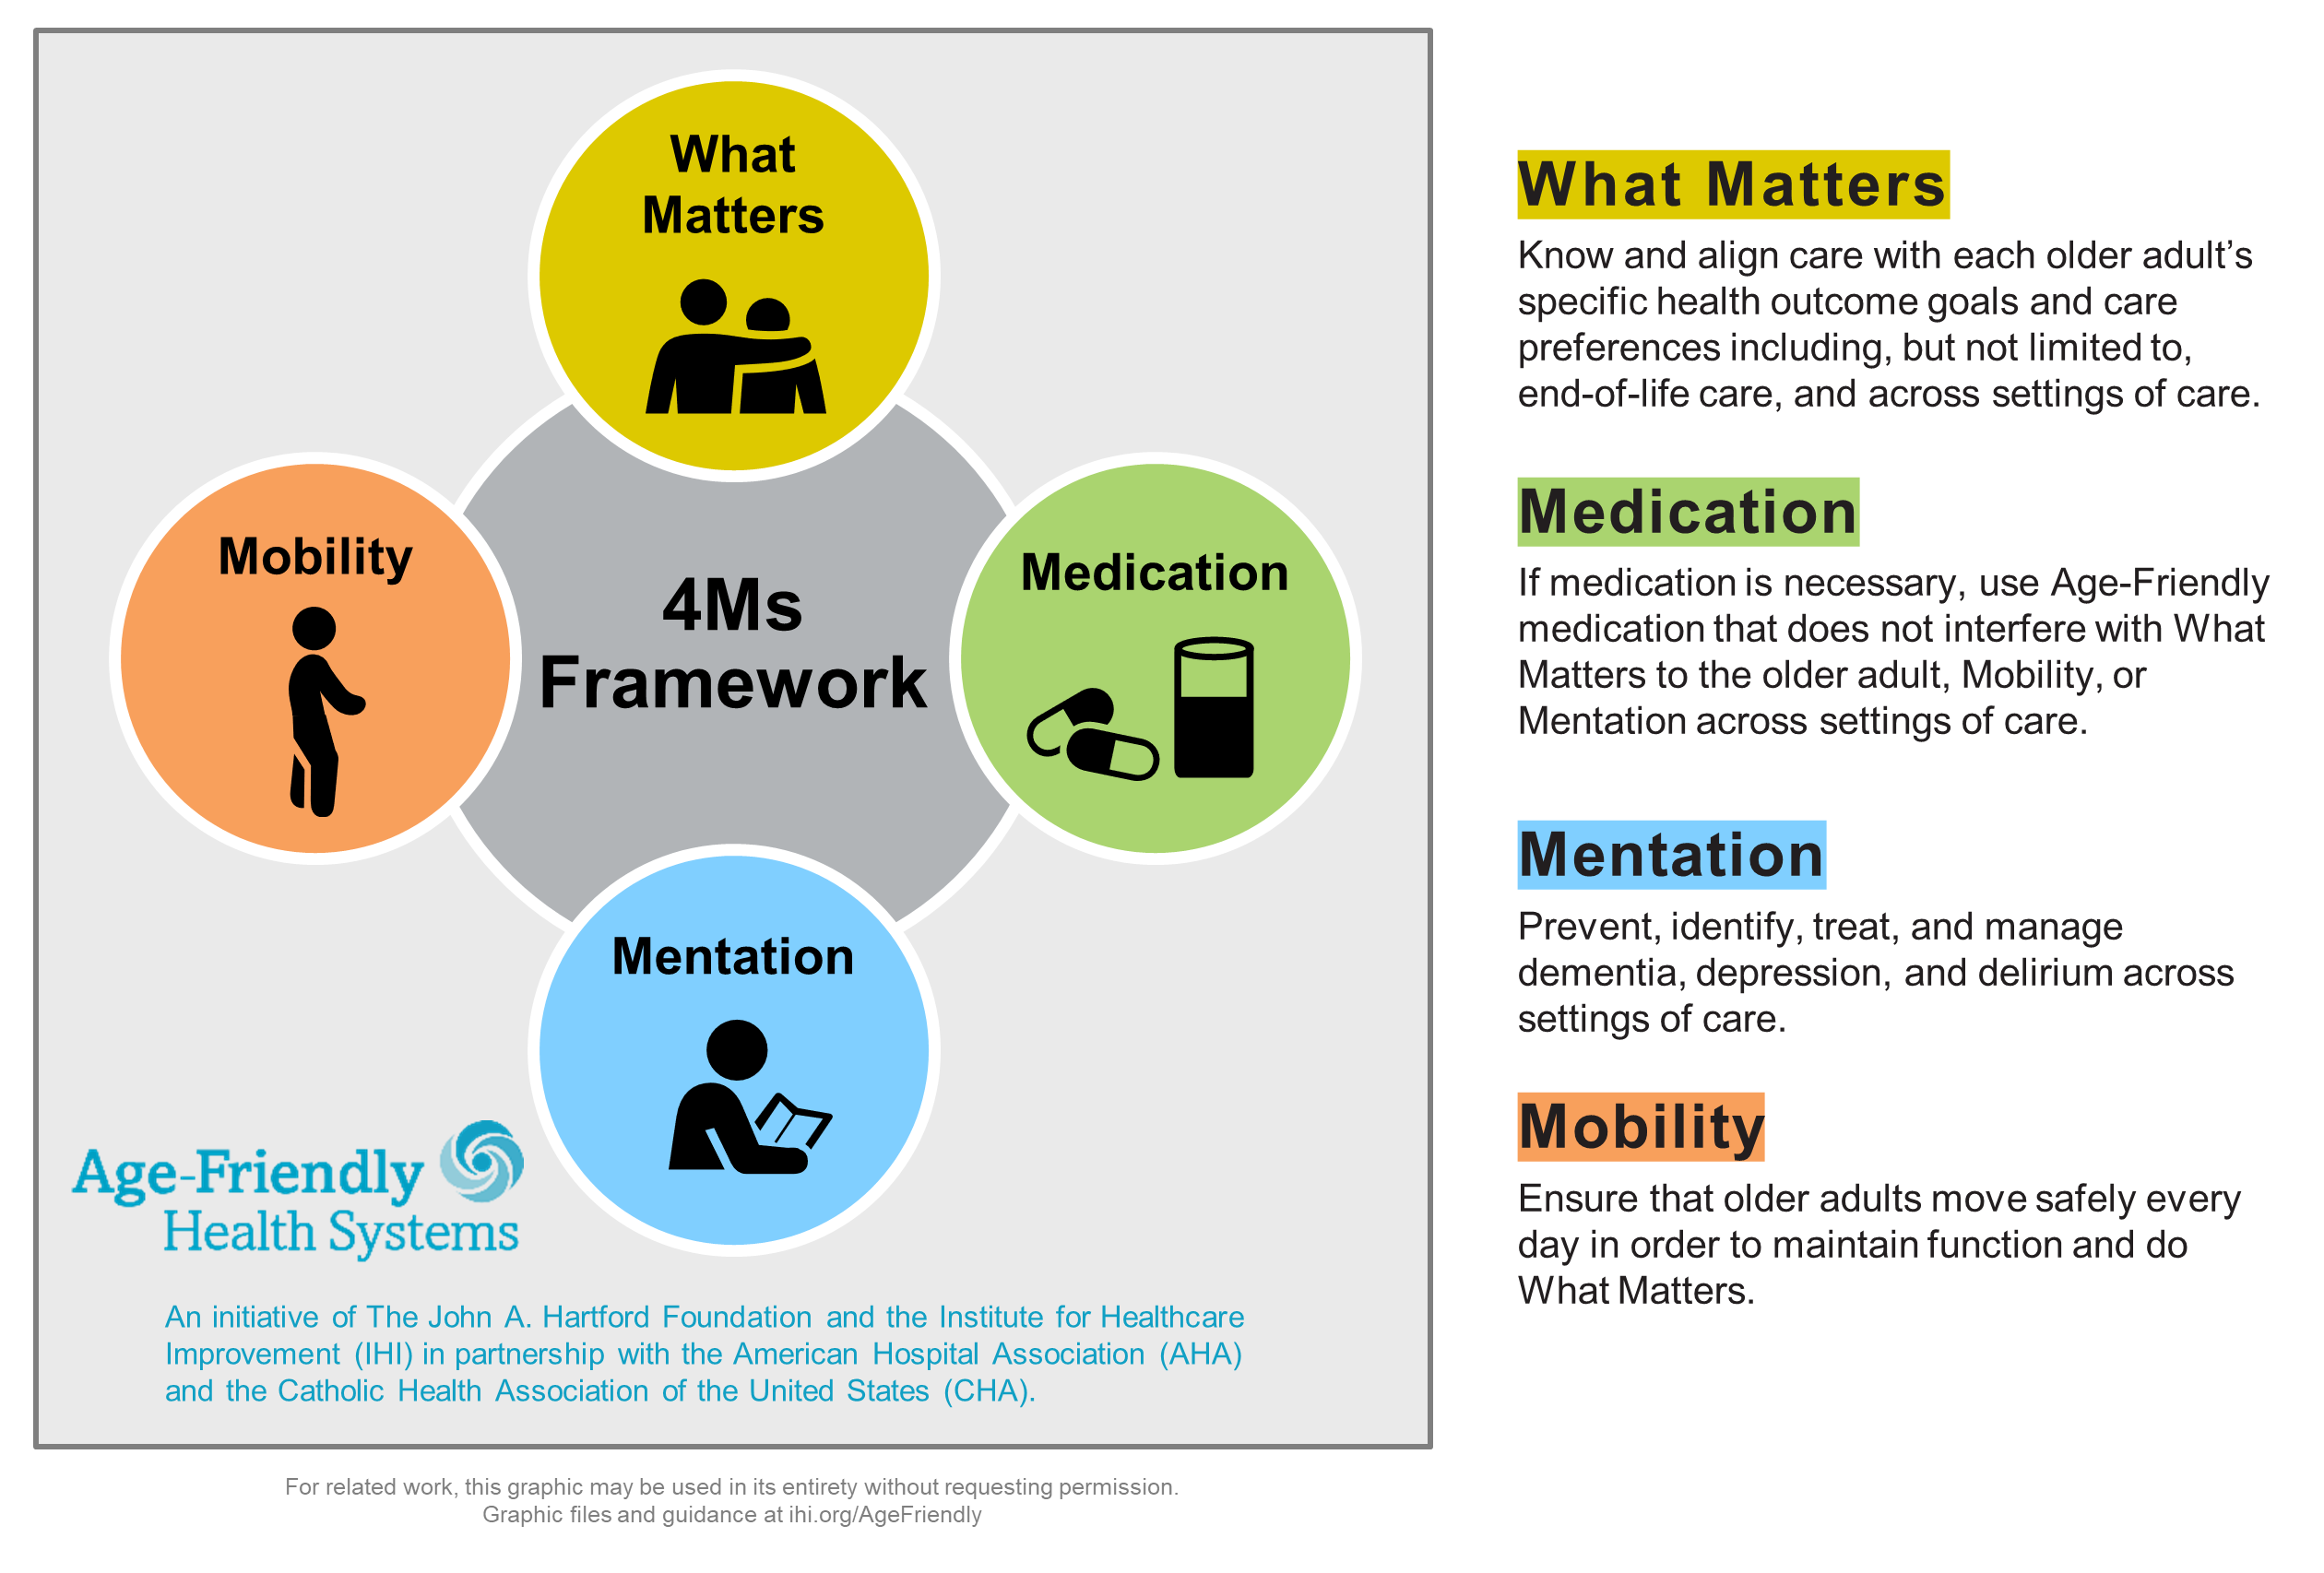 What
Matters
Mobility
4Ms
Framework
Medication
Mentation
Age-Friendly
Health Systems
An initiative of The John A. Hartford Foundation and the Institute for Healthcare
Improvement (IHI) in partnership with the American Hospital Association (AHA)
and the Catholic Health Association of the United States (CHA).
For related work, this graphic may be used in its entirety without requesting permission.
Graphic files and guidance at ihi.org/AgeFriendly
What Matters
Know and align care with each older adult’s
specific health outcome goals and care
preferences including, but not limited to,
end-of-life care, and across settings of care.
Medication
If medication is necessary, use Age-Friendly
medication that does not interfere with What
Matters to the older adult, Mobility, or
Mentation across settings of care.
Mentation
Prevent, identify, treat, and manage
dementia, depression, and delirium across
settings of care.
Mobility
Ensure that older adults move safely every
day in order to maintain function and do
What Matters.